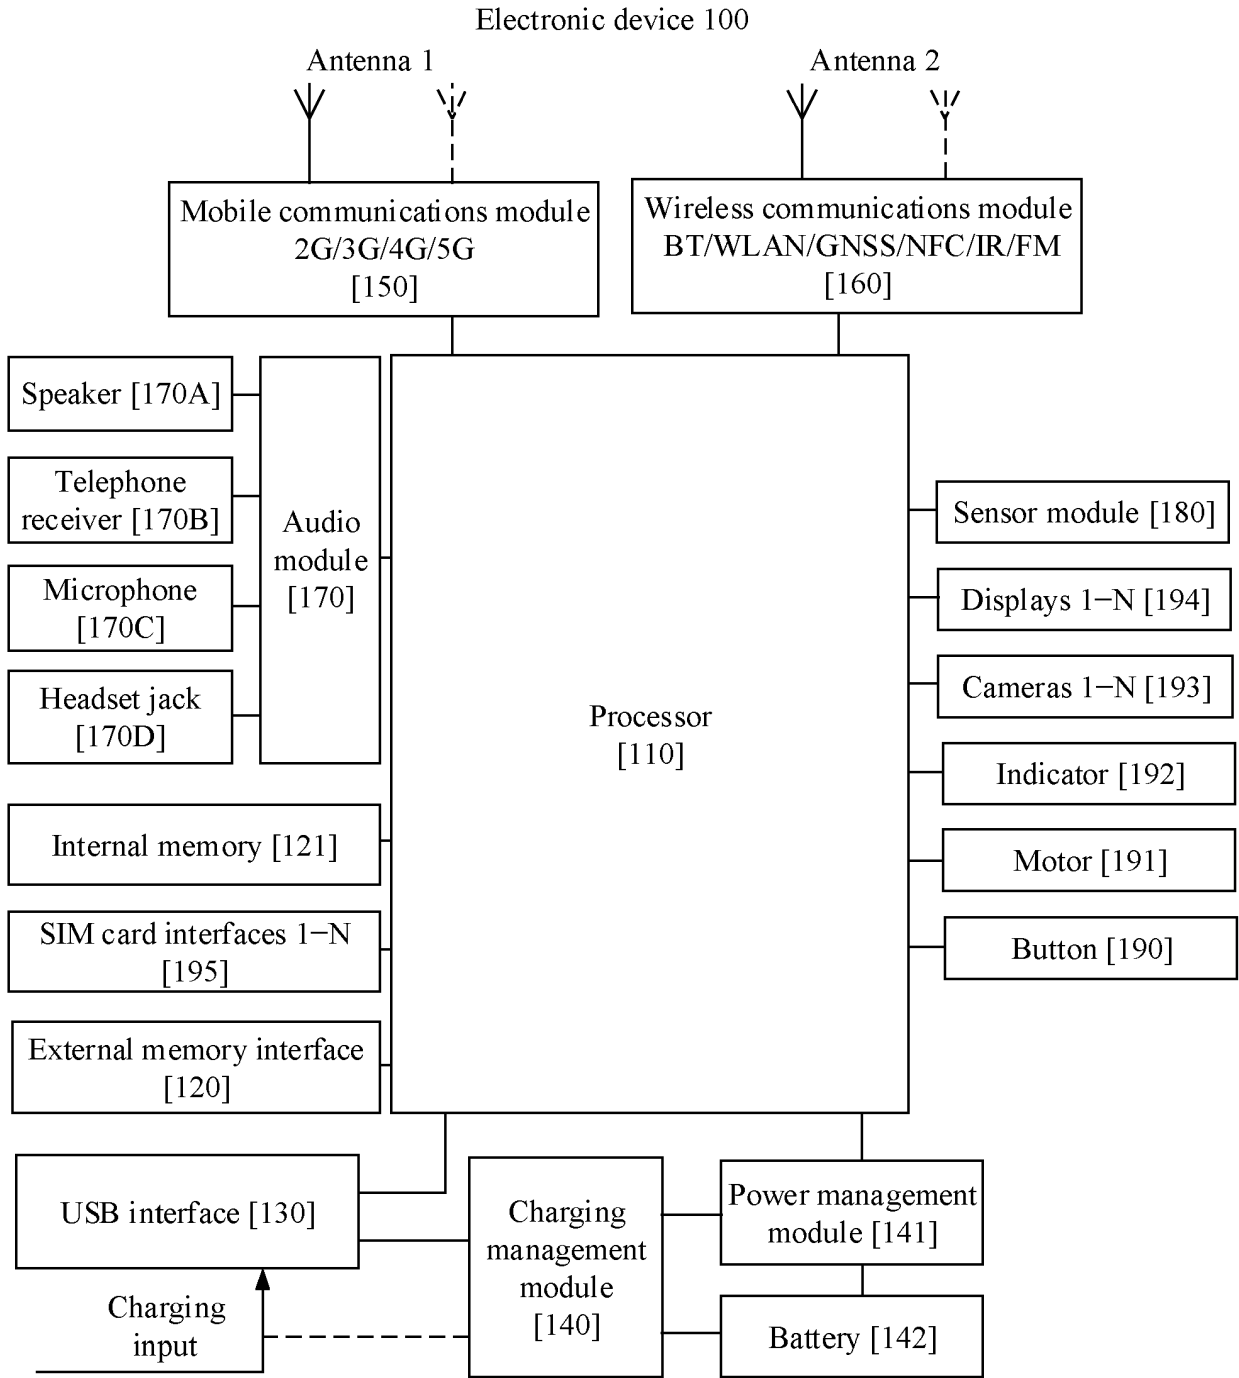 Electronic device 100
Antenna 1
Antenna 2
Mobile communications module
2G/3G/4G/5G
[150]
Wireless communications module
BT/WLAN/GNSS/NFC/IR/FM
[160]
Speaker [170A]
Telephone
receiver [170B]
Microphone
[170C]
Headset jack
[170D]
Audio
module
[170]
Internal memory [121]
SIM card interfaces 1−N
[195]
External memory interface
[120]
Processor
[110]
Sensor module [180]
Displays 1−N [194]
Cameras 1−N [193]
Indicator [192]
Motor [191]
Button [190]
USB interface [130]
Charging
input
Charging
management
module
[140]
Power management
module [141]
Battery [142]